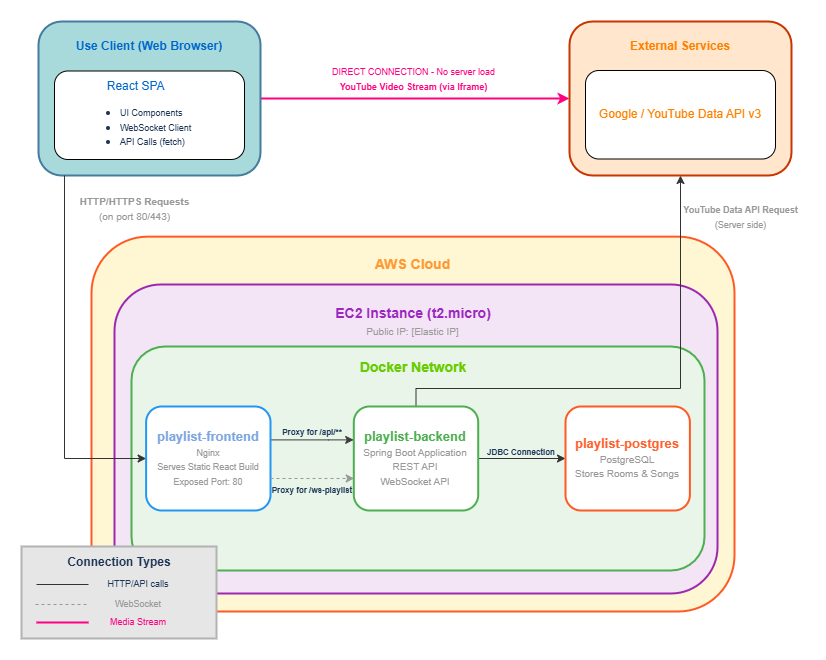 Use Client (Web Browser)
React SPA
UI Components
WebSocket Client
API Calls (fetch)
DIRECT CONNECTION - No server load
YouTube Video Stream (via Iframe)
External Services
Google / YouTube Data API v3
HTTP/HTTPS Requests
(on port 80/443)
YouTube Data API Request
(Server side)
AWS Cloud
EC2 Instance (t2.micro)
Public IP: [Elastic IP]
Docker Network
playlist-frontend
Nginx
Serves Static React Build
Exposed Port: 80
Proxy for /api/**
Proxy for /ws-playlist
playlist-backend
Spring Boot Application
REST API
WebSocket API
JDBC Connection
playlist-postgres
PostgreSQL
Stores Rooms & Songs
Connection Types
HTTP/API calls
WebSocket
Media Stream